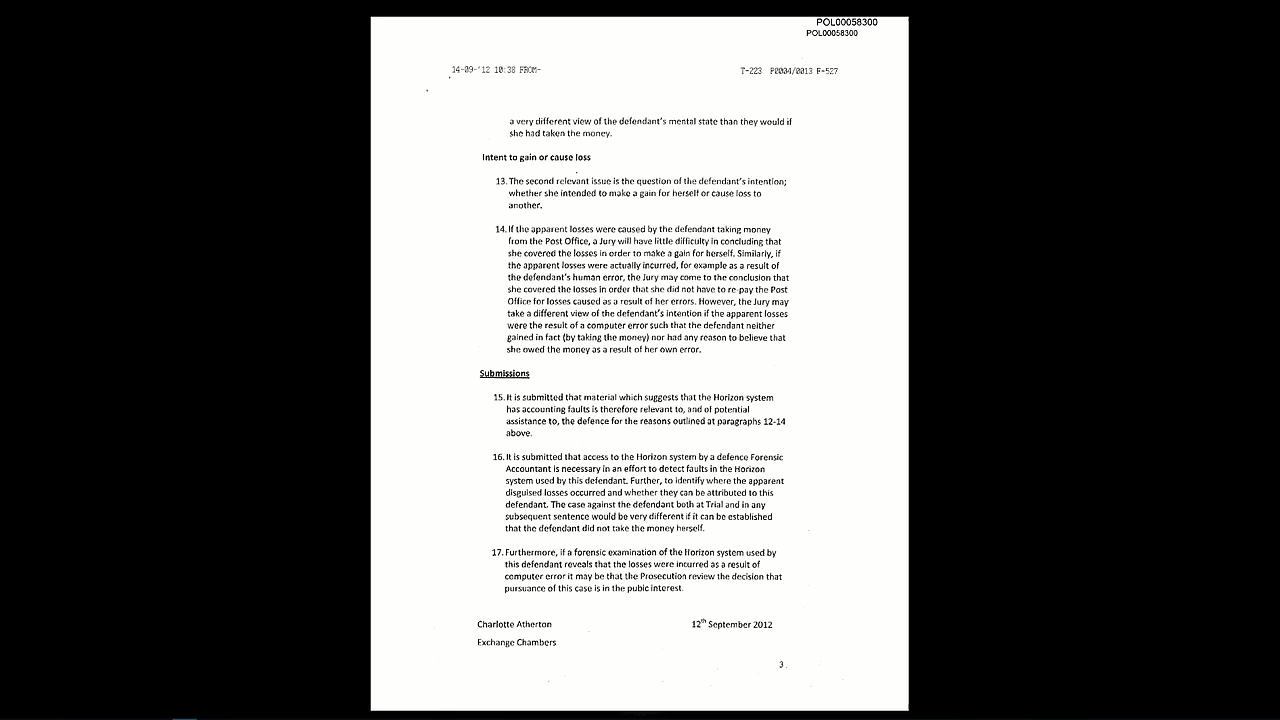 POL00058300
POL00058300
14-09-'12 10:38 FROM-
T-223 P0004/0013 F-527
a very different view of the defendant's mental state than they would if
she had taken the money.
Intent to gain or cause loss
13. The second relevant issue is the question of the defendant's intention;
whether she intended to make a gain for herself or cause loss to
another.
14. If the apparent losses were caused by the defendant taking money
from the Post Office, a Jury will have little difficulty in concluding that
she covered the losses in order to make a gain for herself. Similarly, if
the apparent losses were actually incurred, for example as a result of
the defendant's human error, the Jury may come to the conclusion that
she covered the losses in order that she did not have to re-pay the Post
Office for losses caused as a result of her errors. However, the Jury may
take a different view of the defendant's intention if the apparent losses
were the result of a computer error such that the defendant neither
gained in fact (by taking the money) nor had any reason to believe that
she owed the money as a result of her own error.
Submissions
15. It is submitted that material which suggests that the Horizon system
has accounting faults is therefore relevant to, and of potential
assistance to, the defence for the reasons outlined at paragraphs 12-14
above.
16. It is submitted that access to the Horizon system by a defence Forensic
Accountant is necessary in an effort to detect faults in the Horizon
system used by this defendant. Further, to identify where the apparent
disguised losses occurred and whether they can be attributed to this
defendant. The case against the defendant both at Trial and in any
subsequent sentence would be very different if it can be established
that the defendant did not take the money herself.
17. Furthermore, if a forensic examination of the Horizon system used by
this defendant reveals that the losses were incurred as a result of
computer error it may be that the Prosecution review the decision that
pursuance of this case is in the pubic interest.
Charlotte Atherton
12th September 2012
Exchange Chambers
3